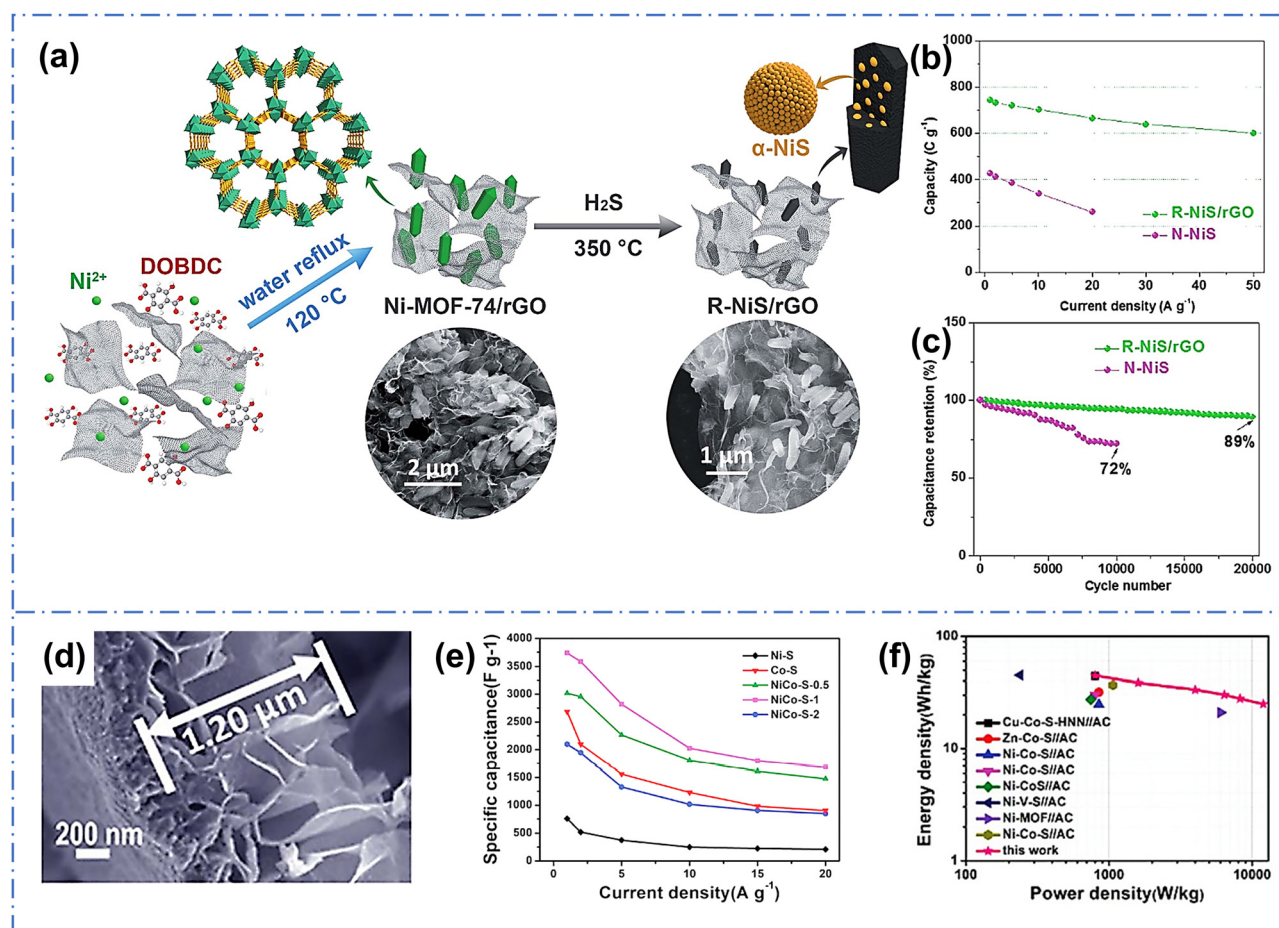 (a)
Ni2+
DOBDC
water reflux
120 °C
Ni-MOF-74/rGO
H2S
350 °C
α-NiS
R-NiS/rGO
2 μm
1 μm
(b)
1000
800
600
400
200
0
Capacity (C g-1)
R-NiS/rGO
N-NiS
0 10 20 30 40 50
Current density (A g-1)
(c)
150
100
50
0
Capacitance retention (%)
R-NiS/rGO
N-NiS
89%
72%
0 5000 10000 15000 20000
Cycle number
(d)
1.20 μm
200 nm
(e)
4000
3500
3000
2500
2000
1500
1000
500
0
Specific capacitance(F g-1)
Ni-S
Co-S
NiCo-S-0.5
NiCo-S-1
NiCo-S-2
5 10 15 20
Current density(A g-1)
(f)
100
10
1
Energy density(Wh/kg)
Cu-Co-S-HNN//AC
Zn-Co-S//AC
Ni-Co-S//AC
Ni-Co-S//AC
Ni-CoS//AC
Ni-V-S//AC
Ni-MOF//AC
Ni-Co-S//AC
this work
100 1000 10000
Power density(W/kg)